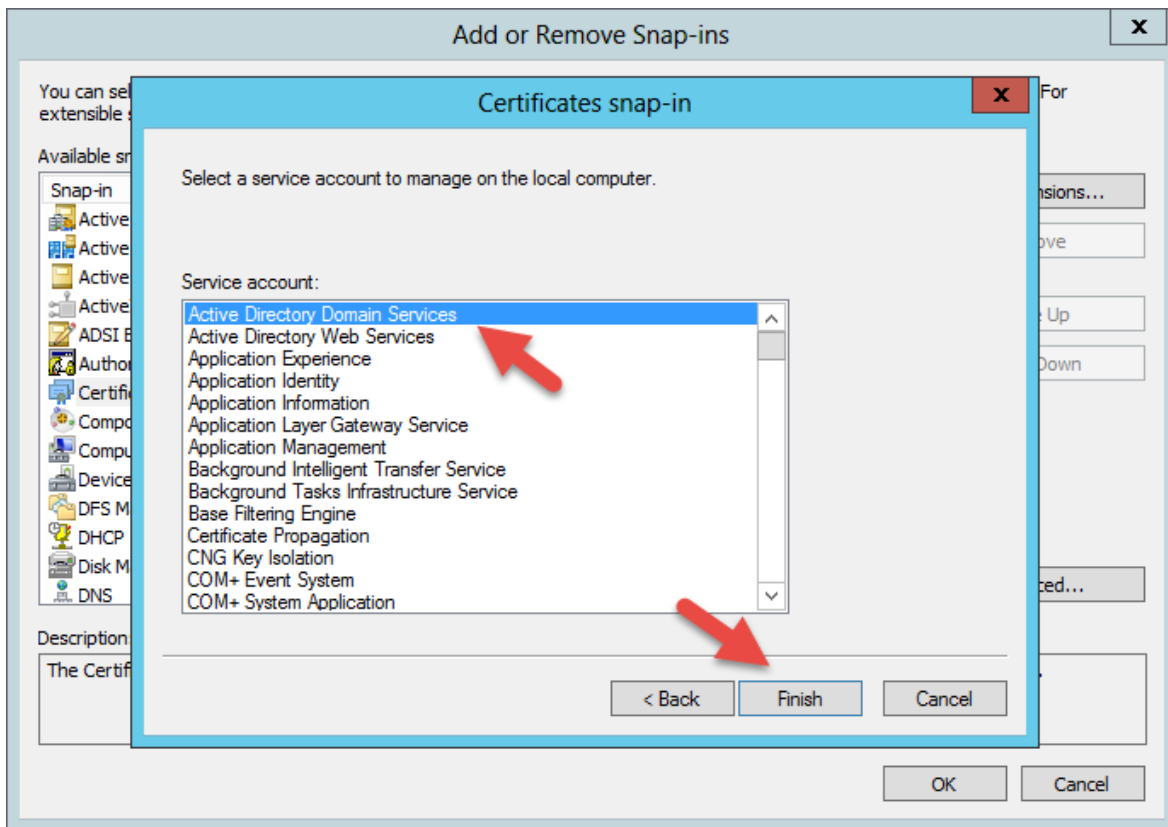 Add or Remove Snap-ins
x
You can sel
For
extensible
Certificates snap-in
x
Available sn
Select a service account to manage on the local computer.
Snap-in
nsions...
Active
Active
ove
Active
Service account:
Active
Active Directory Domain Services
e Up
ADSI E
Active Directory Web Services
Author
Application Experience
Down
Application Identity
Certific
Application Information
Compo
Application Layer Gateway Service
Compu
Application Management
Device
Background Intelligent Transfer Service
Background Tasks Infrastructure Service
DFS M
Base Filtering Engine
DHCP
Certificate Propagation
Disk M
CNG Key Isolation
COM+ Event System
ced...
DNS
COM+ System Application
Description:
The Certif
< Back
Finish
Cancel
OK
Cancel